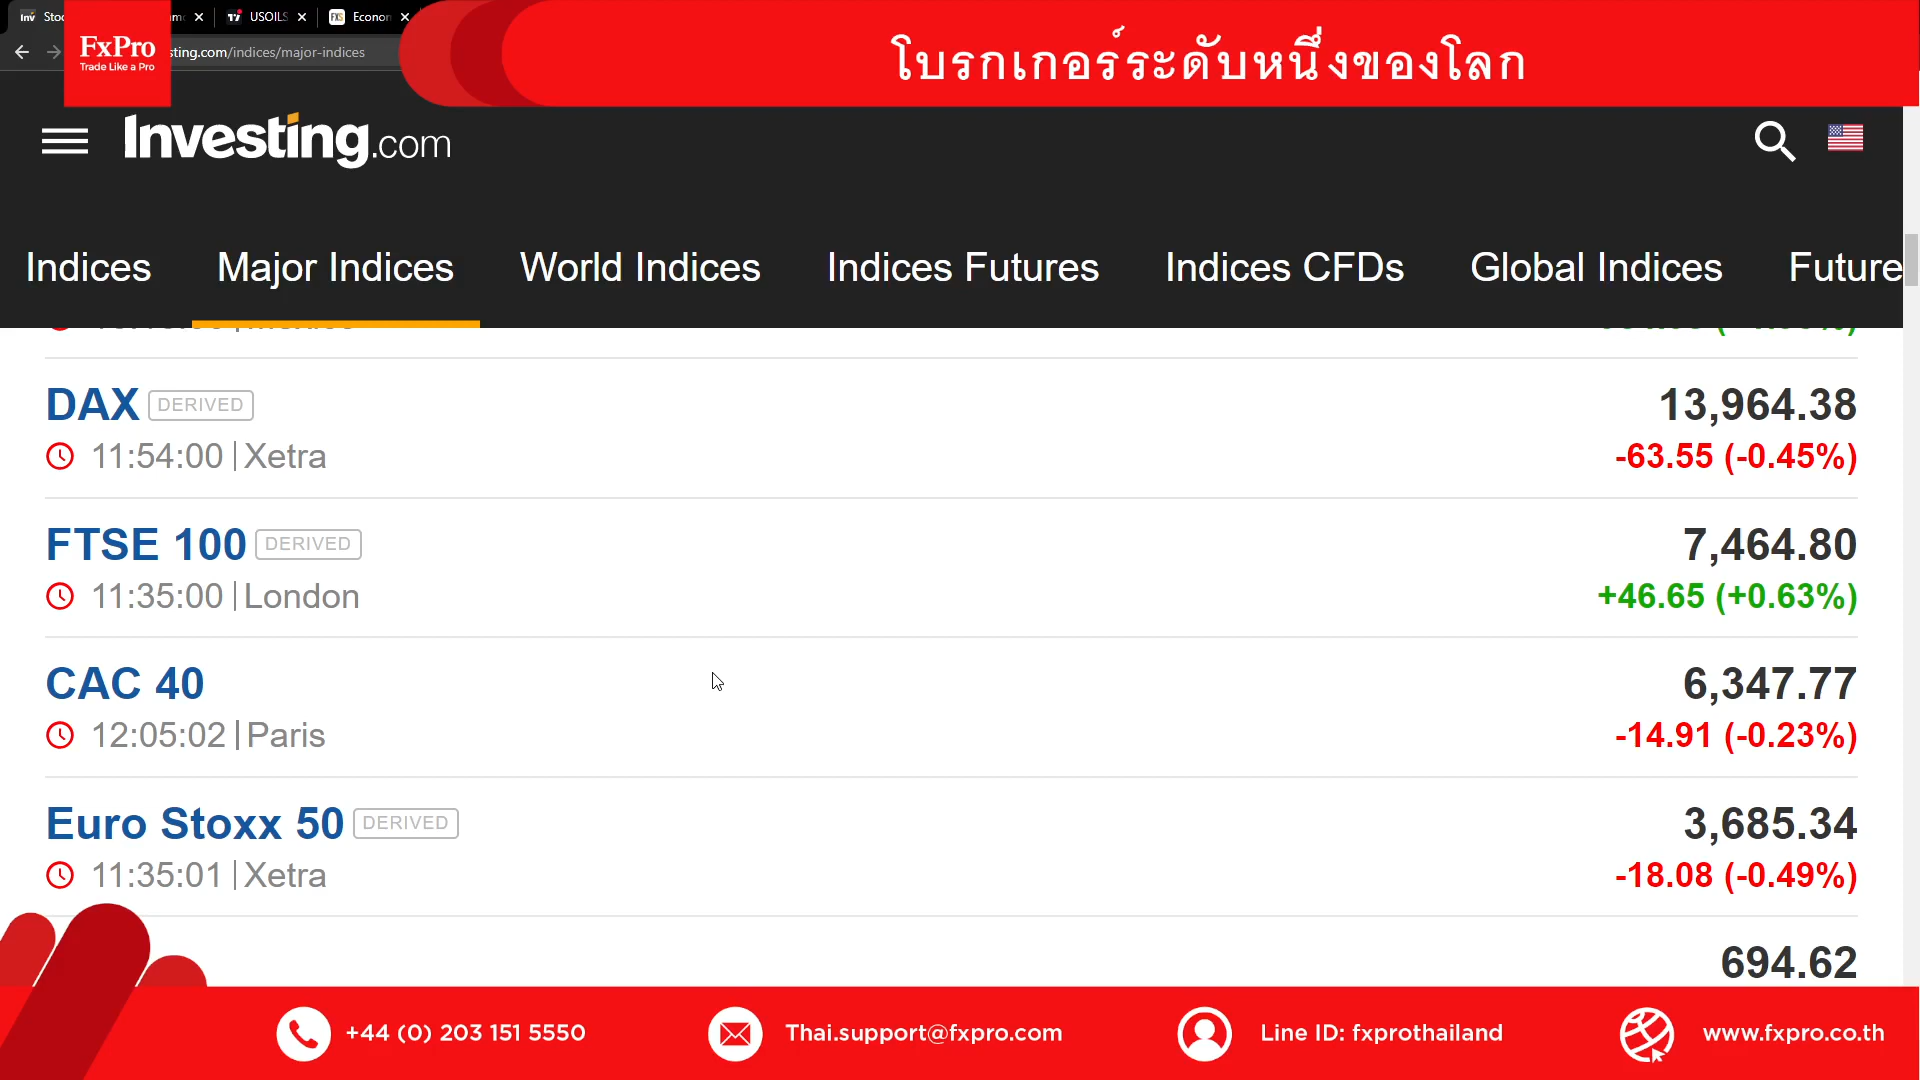 Stoc
USOILS
Econor
FxPro
Trade Like a Pro
sting.com/indices/major-indices
โบรกเกอร์ระดับหนึ่งของโลก
Investing.com
Indices Major Indices World Indices Indices Futures Indices CFDs Global Indices Future
DAX DERIVED 13,964.38
11:54:00 | Xetra -63.55 (-0.45%)
FTSE 100 DERIVED 7,464.80
11:35:00 | London +46.65 (+0.63%)
CAC 40 6,347.77
12:05:02 | Paris -14.91 (-0.23%)
Euro Stoxx 50 DERIVED 3,685.34
11:35:01 | Xetra -18.08 (-0.49%)
694.62
+44 (0) 203 151 5550 Thai.support@fxpro.com Line ID: fxprothailand www.fxpro.co.th